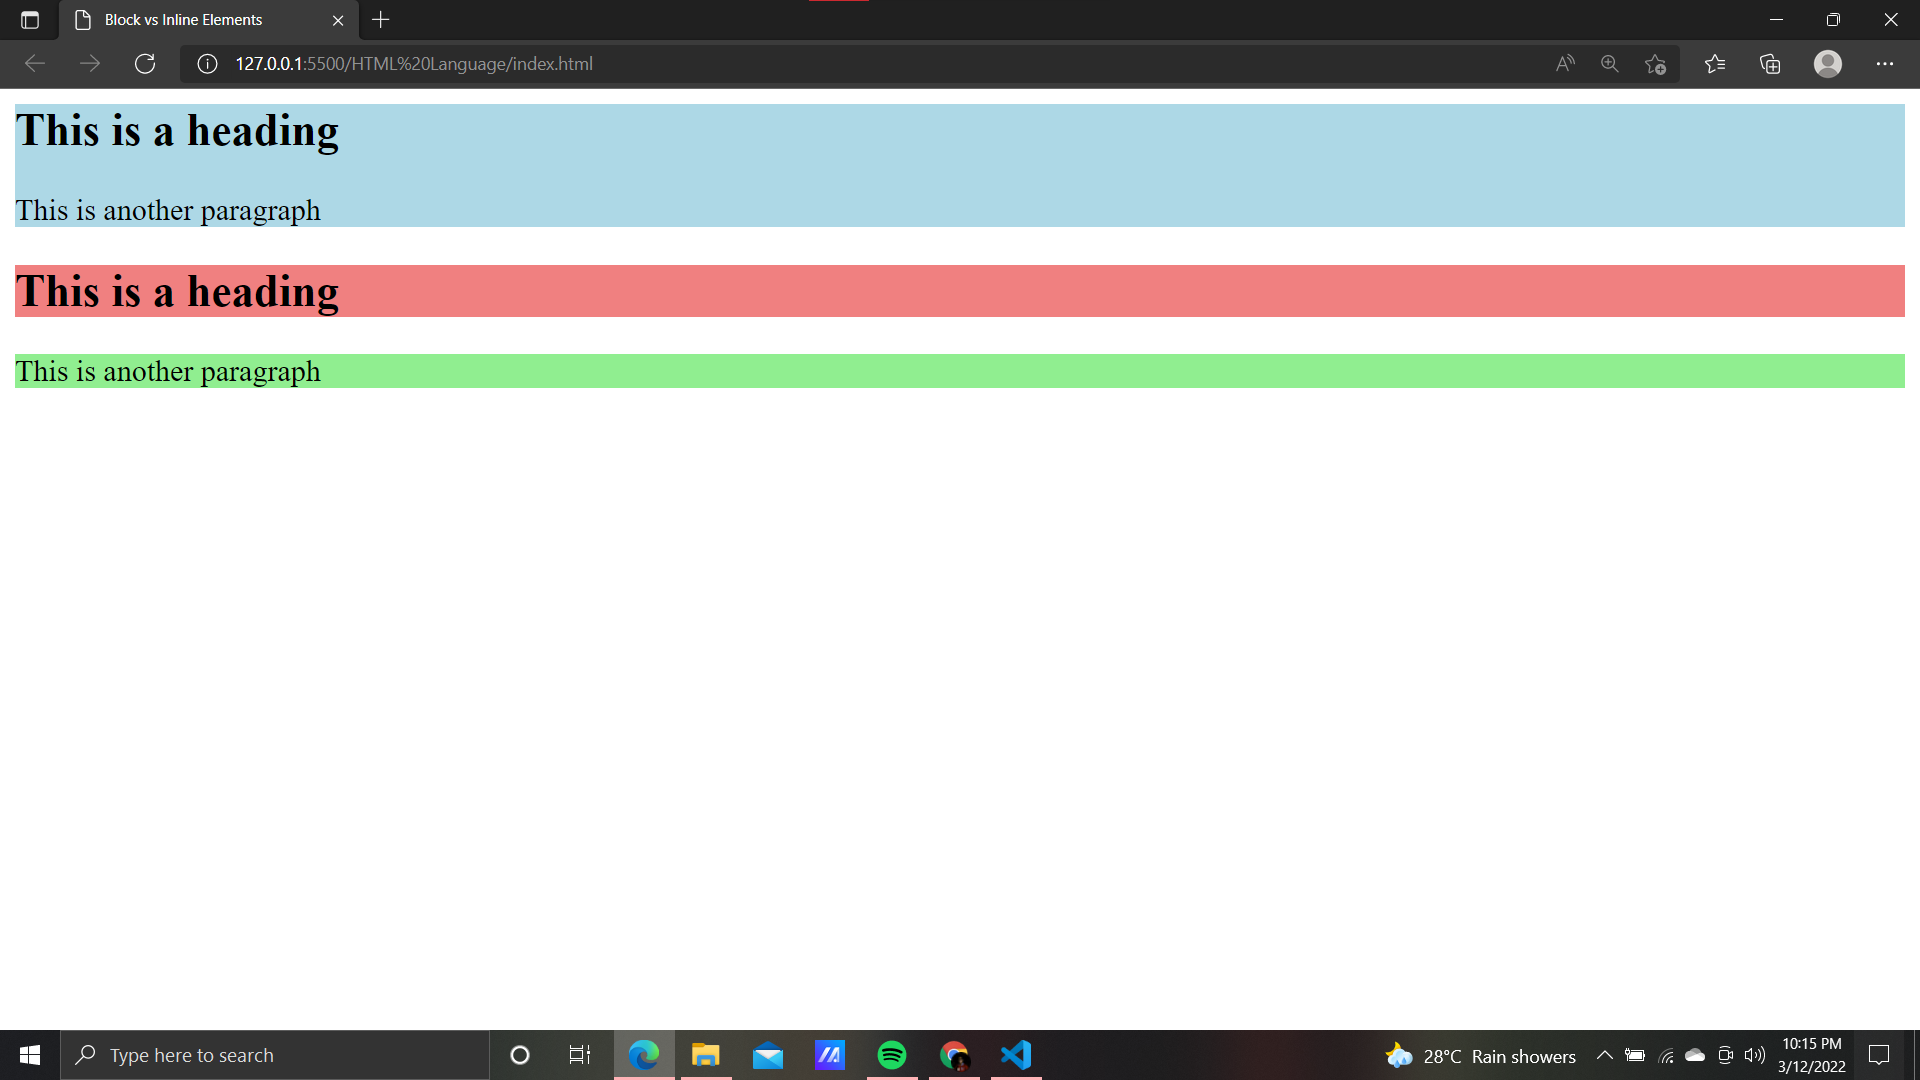 Block vs Inline Elements
127.0.0.1:5500/HTML%20Language/index.html
This is a heading
This is another paragraph
This is a heading
This is another paragraph
Type here to search
28°C Rain showers
10:15 PM
3/12/2022